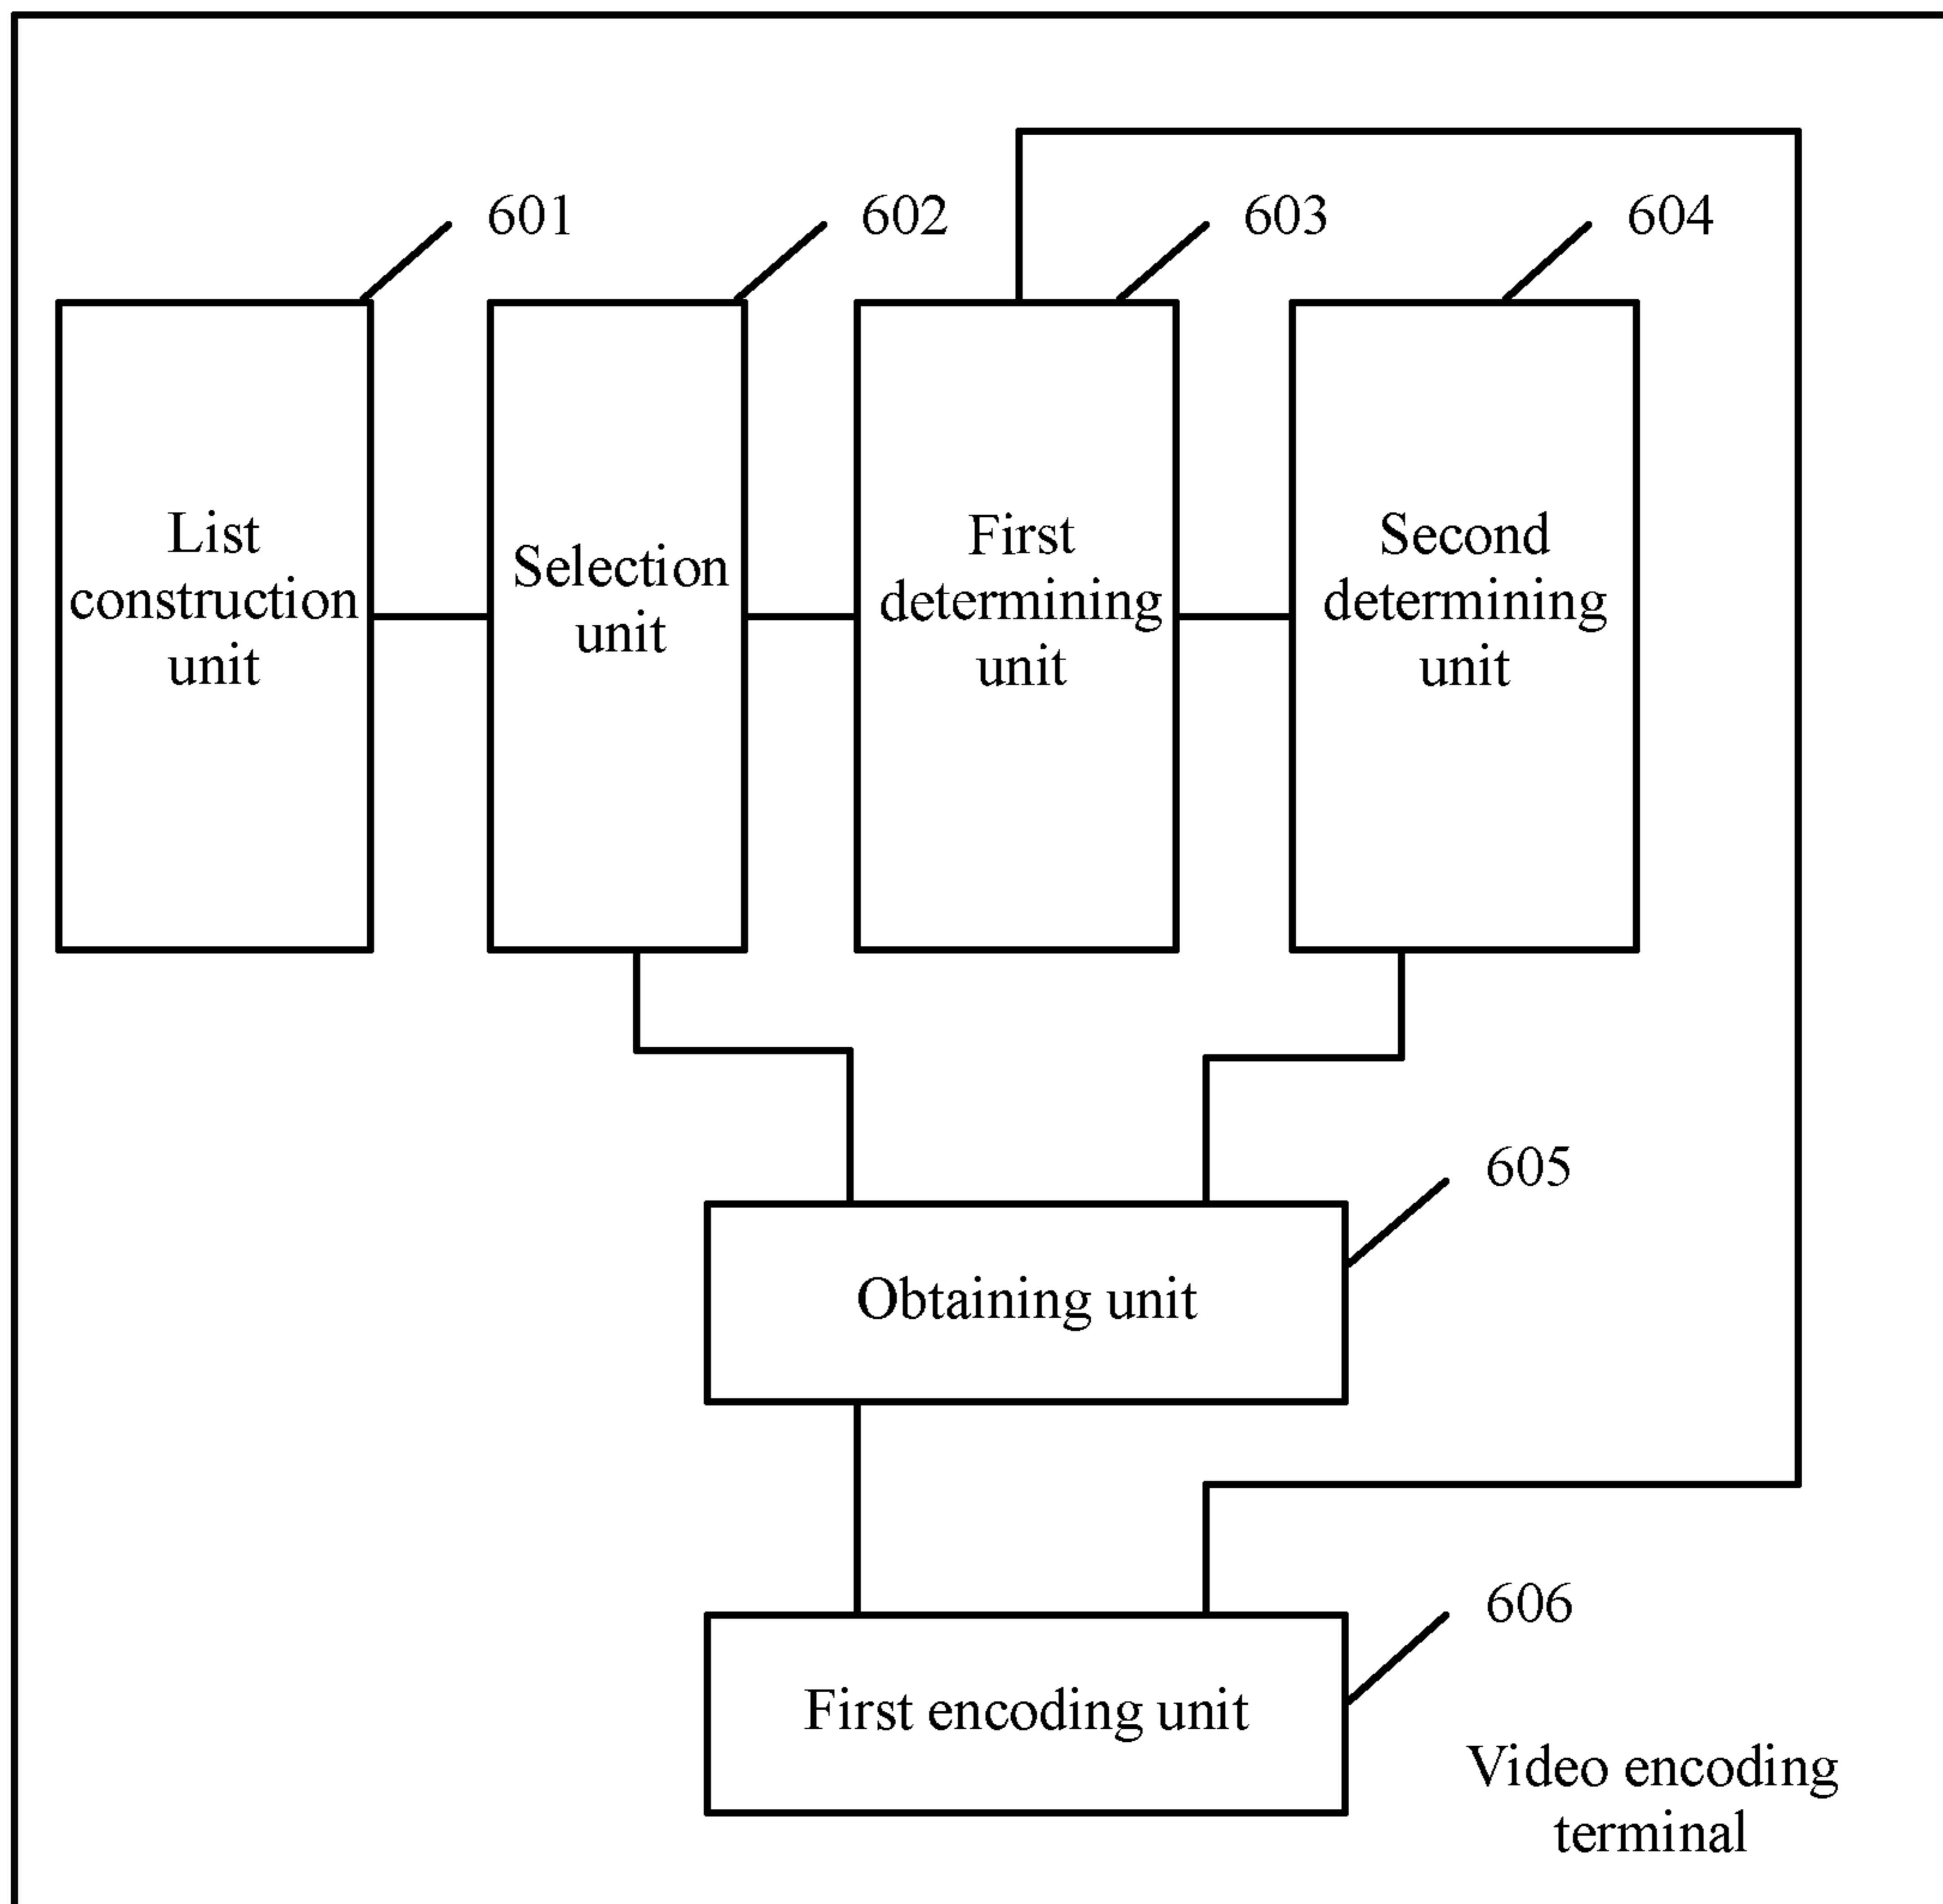 601
602
603
604
List
construction
unit
Selection
unit
First
determining
unit
Second
determining
unit
605
Obtaining unit
606
First encoding unit
Video encoding
terminal